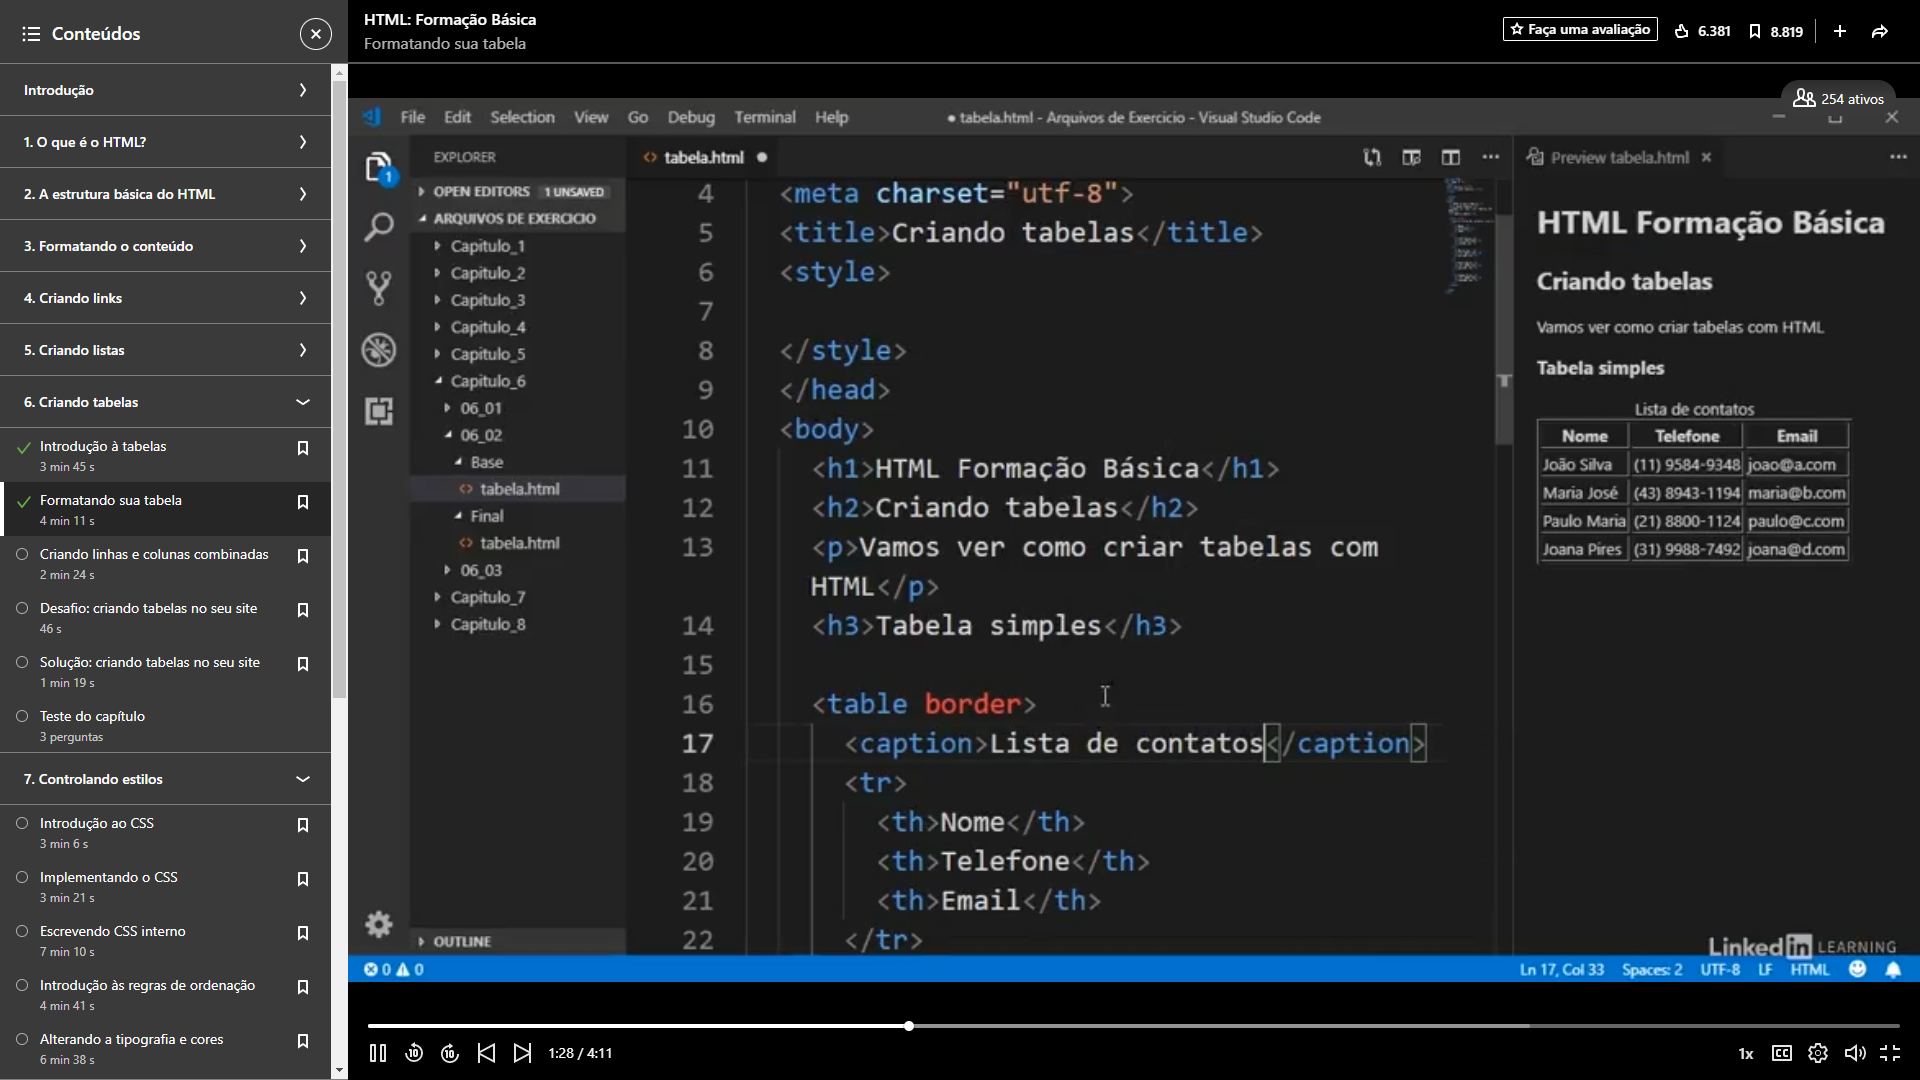 Conteúdos
Introdução
1. O que é o HTML?
2. A estrutura básica do HTML
3. Formatando o conteúdo
4. Criando links
5. Criando listas
6. Criando tabelas
Introdução à tabelas
3 min 45 s
Formatando sua tabela
4 min 11 s
Criando linhas e colunas combinadas
2 min 24 s
Desafio: criando tabelas no seu site
46 s
Solução: criando tabelas no seu site
1 min 19 s
Teste do capítulo
3 perguntas
7. Controlando estilos
Introdução ao CSS
3 min 6 s
Implementando o CSS
3 min 21 s
Escrevendo CSS interno
7 min 10 s
Introdução às regras de ordenação
4 min 41 s
Alterando a tipografia e cores
6 min 38 s
HTML: Formação Básica
Formatando sua tabela
Faça uma avaliação
6.381
8.819
254 ativos
File Edit Selection View Go Debug Terminal Help
● tabela.html - Arquivos de Exercicio - Visual Studio Code
1
EXPLORER
OPEN EDITORS 1 UNSAVED
ARQUIVOS DE EXERCICIO
Capitulo_1
Capitulo_2
Capitulo_3
Capitulo_4
Capitulo_5
Capitulo_6
06_01
06_02
Base
<> tabela.html
Final
<> tabela.html
06_03
Capitulo_7
Capitulo_8
OUTLINE
<> tabela.html ●
4 <meta charset="utf-8">
5 <title>Criando tabelas</title>
6 <style>
7
8 </style>
9 </head>
10 <body>
11 <h1>HTML Formação Básica</h1>
12 <h2>Criando tabelas</h2>
13 <p>Vamos ver como criar tabelas com
HTML</p>
14 <h3>Tabela simples</h3>
15
16 <table border>
17 <caption>Lista de contatos</caption>
18 <tr>
19 <th>Nome</th>
20 <th>Telefone</th>
21 <th>Email</th>
22 </tr>
Preview tabela.html
HTML Formação Básica
Criando tabelas
Vamos ver como criar tabelas com HTML
Tabela simples
Lista de contatos
Nome Telefone Email
João Silva (11) 9584-9348 joao@a.com
Maria José (43) 8943-1194 maria@b.com
Paulo Maria (21) 8800-1124 paulo@c.com
Joana Pires (31) 9988-7492 joana@d.com
Linked in LEARNING
0 0
Ln 17, Col 33 Spaces: 2 UTF-8 LF HTML
10
10
1:28 / 4:11
1x
CC